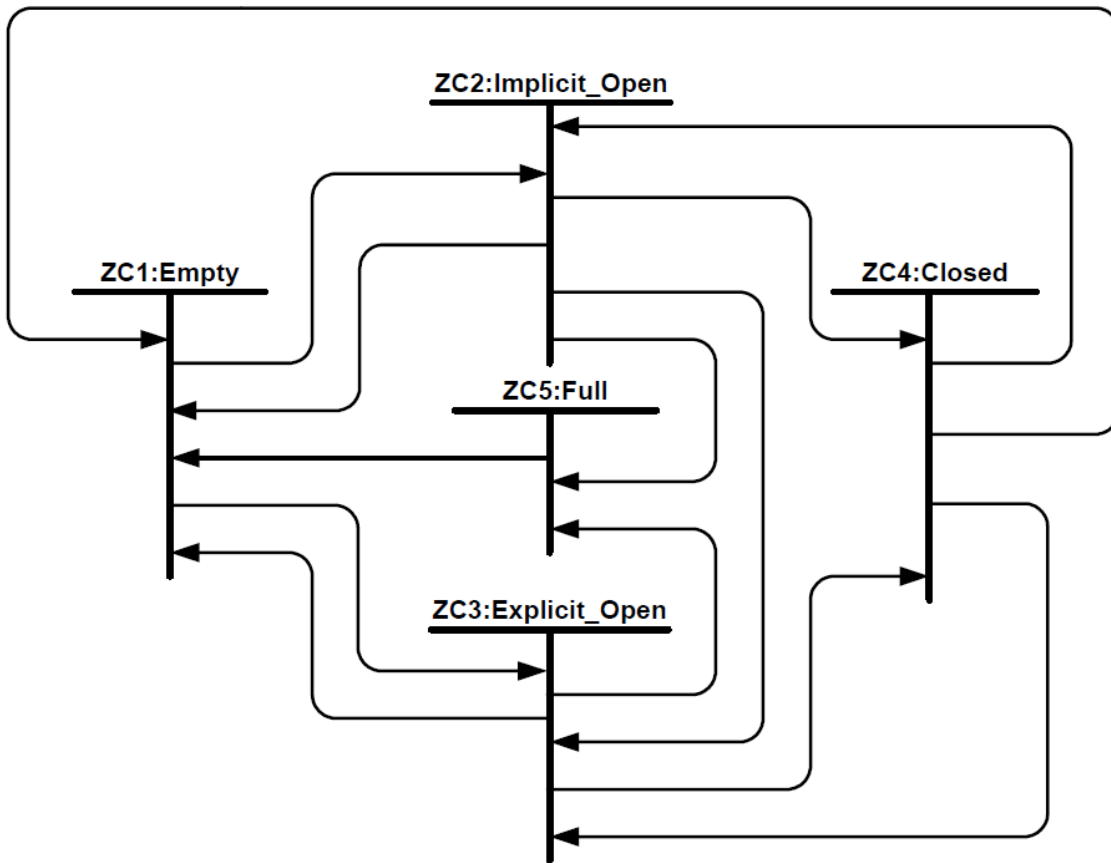 ZC2:Implicit_Open
ZC1:Empty
ZC4:Closed
ZC5:Full
ZC3:Explicit_Open